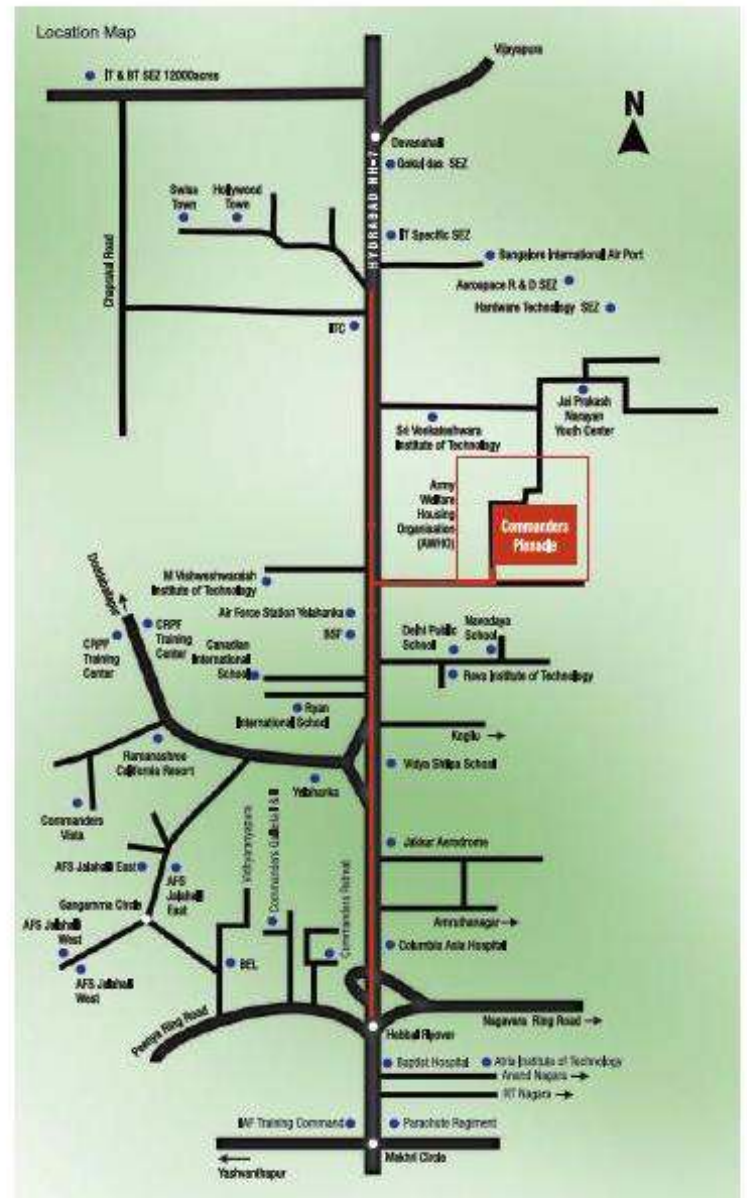 Location Map
Vijayapura
IT & BT SEZ 12000acres
N
Devanahalli
Gokuldas SEZ
HYDRABAD NH-7
Swiss
Town
Hollywood
Town
IT Specific SEZ
Bangalore International Air Port
Chaprakal Road
Aerospace R & D SEZ
Hardware Technology SEZ
ITC
Jai Prakash
Narayan
Youth Center
Sri Venkateshwara
Institute of Technology
Army
Welfare
Housing
Organisation
(AWHO)
Commanders
Pinnacle
M Vishweshwaraiah
Institute of Technology
Air Force Station Yelahanka
BSF
CRPF
Training
Center
CRPF
Training
Center
Canadian
International
School
Delhi Public
School
Navodaya
School
Reva Institute of Technology
Ryan
International School
Kogilu
Ramanashree
California Resort
Vidya Shilpa School
Yelahanka
Commanders
Vista
Vidhyaranyapura
Commanders Retreat
Jakkur Aerodrome
AFS Jalahalli East
AFS
Jalahalli
East
Gangamma Circle
Amruthanagar
AFS Jalahalli
West
AFS Jalahalli
West
BEL
Columbia Asia Hospital
Peenya Ring Road
Nagavara Ring Road
Hebbal Flyover
Baptist Hospital
Atria Institute of Technology
Anand Nagara
RT Nagara
IAF Training Command
Parachute Regiment
Mekhri Circle
Yashvanthapur